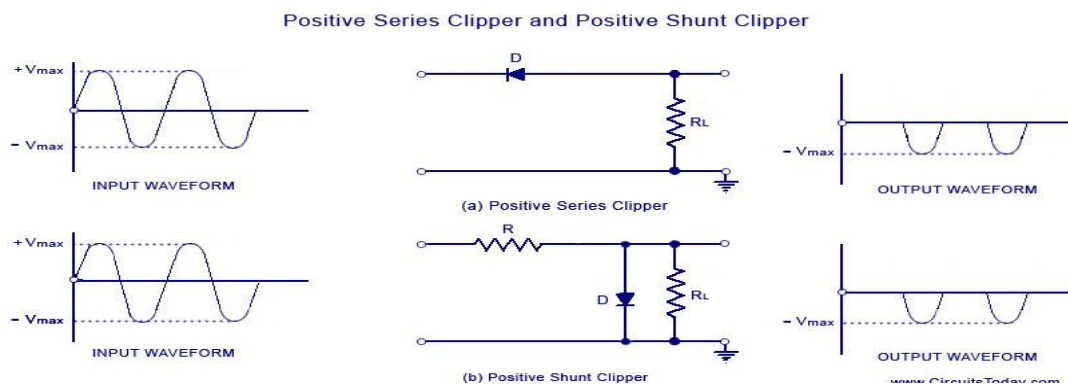 Positive Series Clipper and Positive Shunt Clipper
+Vmax
- Vmax
INPUT WAVEFORM
D
RL
(a) Positive Series Clipper
- Vmax
OUTPUT WAVEFORM
+Vmax
- Vmax
INPUT WAVEFORM
R
D
RL
(b) Positive Shunt Clipper
- Vmax
OUTPUT WAVEFORM
www.CircuitsToday.com